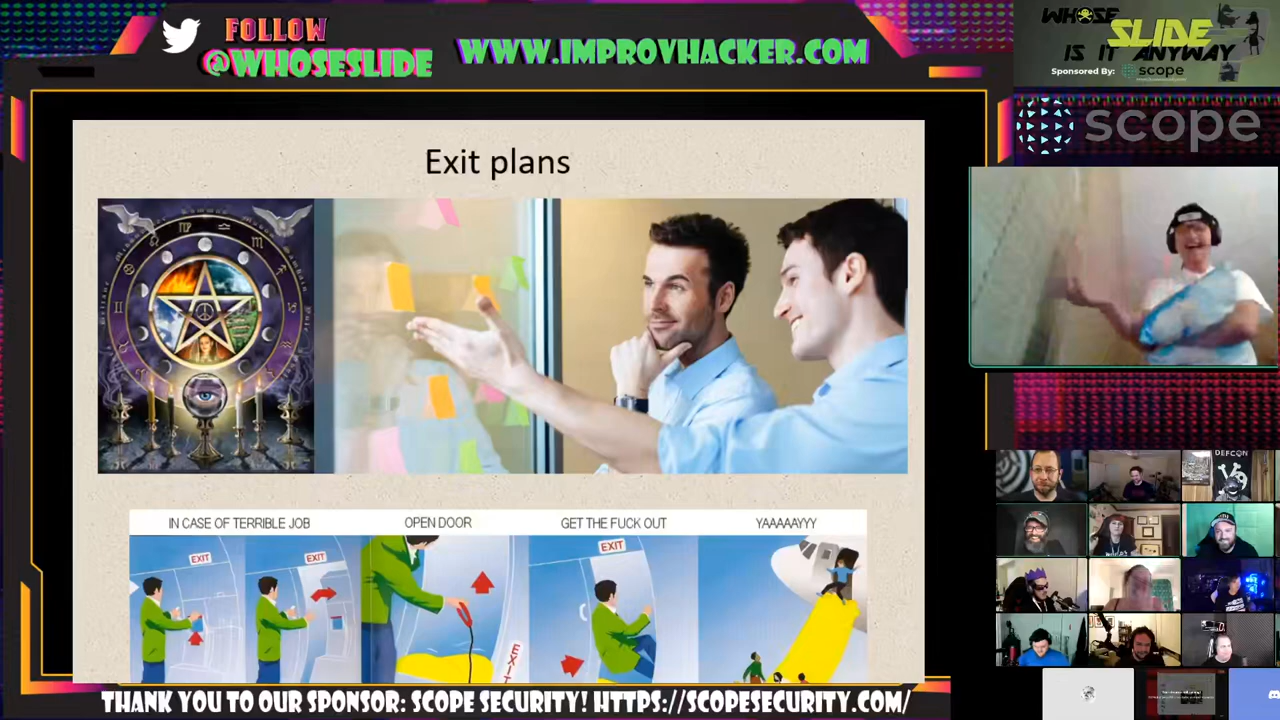 FOLLOW
@WHOSESLIDE
WWW.IMPROVHACKER.COM
WHOSE
SLIDE
IS IT ANYWAY
Sponsored By: scope
scope
Exit plans
IN CASE OF TERRIBLE JOB
OPEN DOOR
GET THE FUCK OUT
YAAAAAYYY
EXIT
EXIT
EXIT
EXIT
DEFCON
THANK YOU TO OUR SPONSOR: SCOPE SECURITY! HTTPS://SCOPESECURITY.COM/